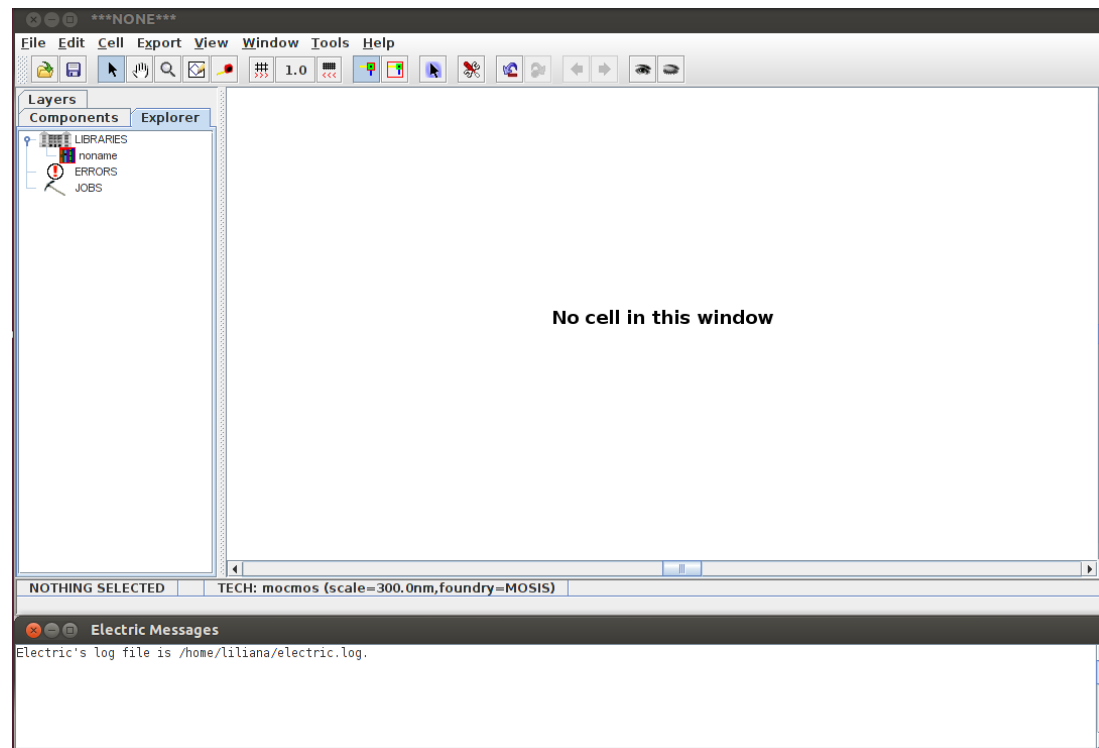 ***NONE***
File Edit Cell Export View Window Tools Help
1.0
Layers
Components Explorer
LIBRARIES
noname
ERRORS
JOBS
No cell in this window
NOTHING SELECTED TECH: mocmos (scale=300.0nm,foundry=MOSIS)
Electric Messages
Electric's log file is /home/liliana/electric.log.